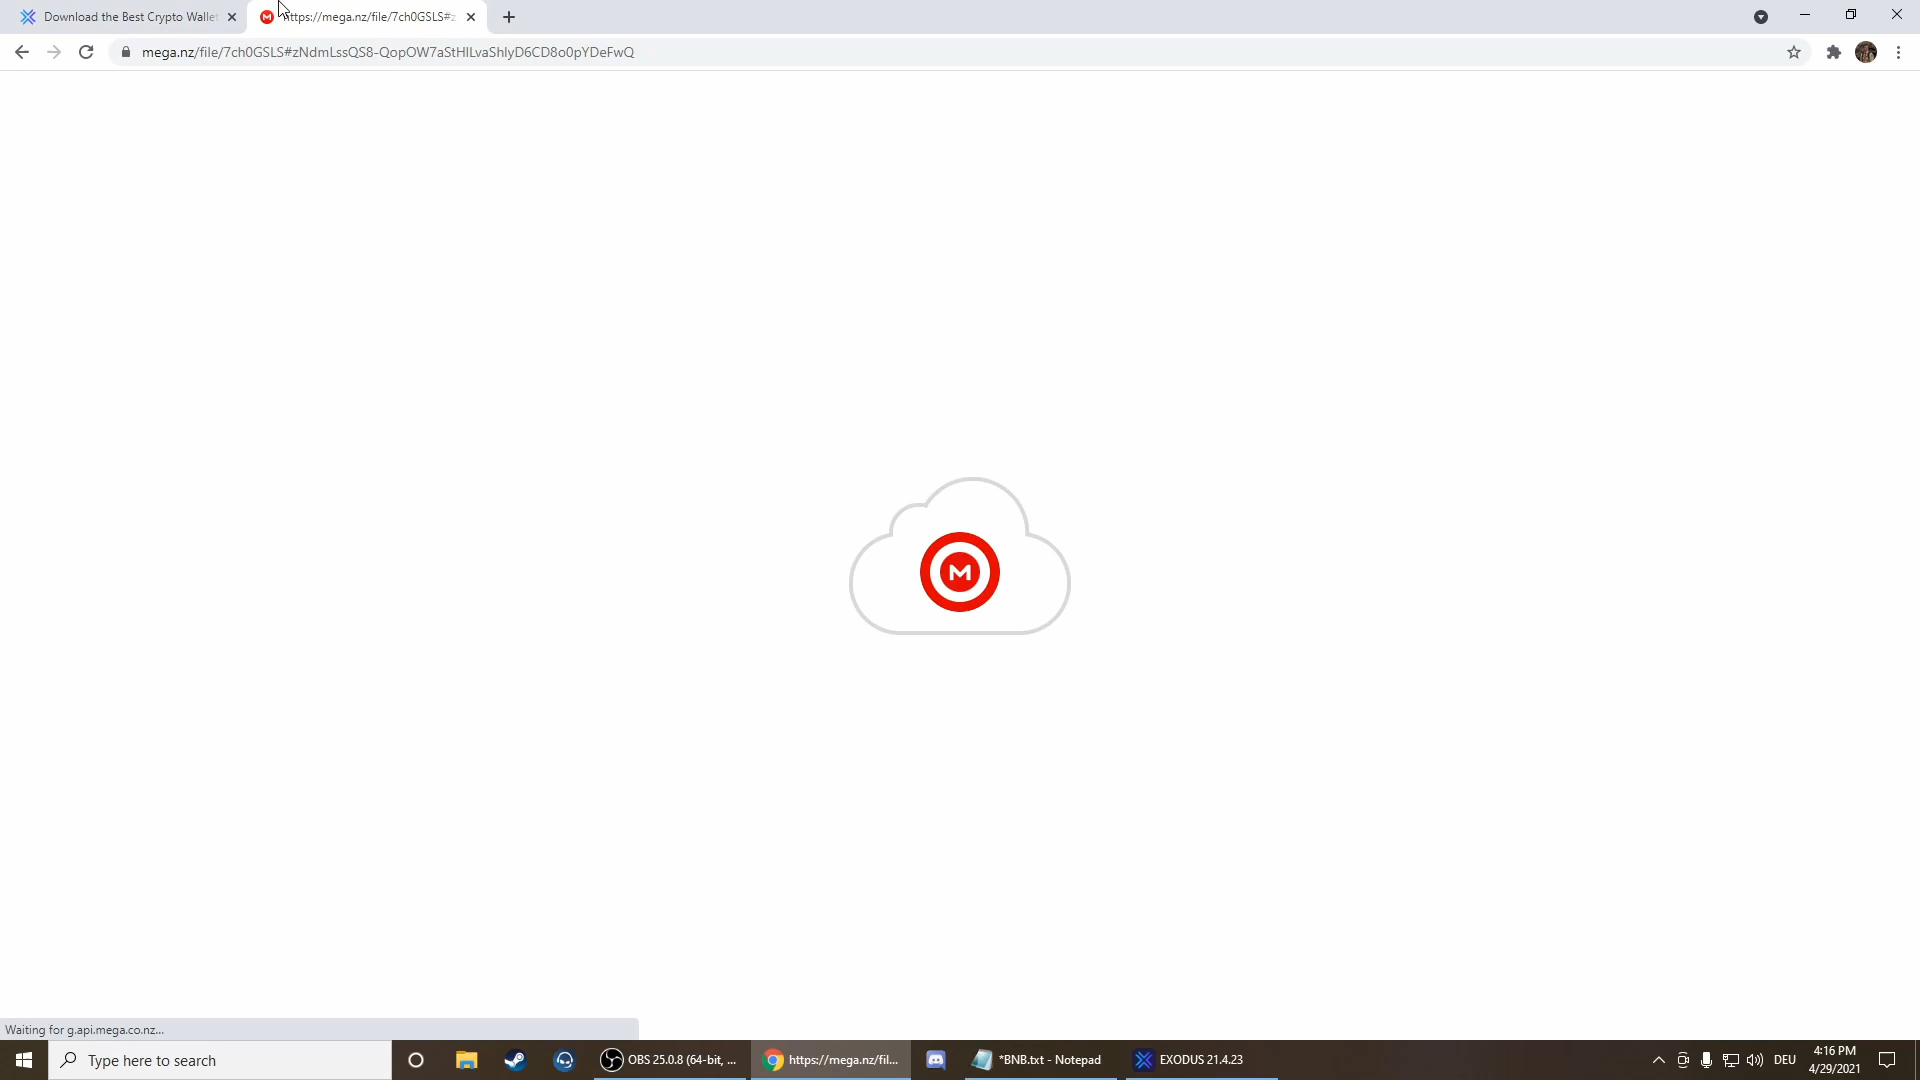 Download the Best Crypto Wallet
https://mega.nz/file/7ch0GSLS#z
mega.nz/file/7ch0GSLS#zNdmLssQS8-QopOW7aStHlLvaShlyD6CD8o0pYDeFwQ
M
Waiting for g.api.mega.co.nz...
Type here to search
OBS 25.0.8 (64-bit, ...
https://mega.nz/fil...
*BNB.txt - Notepad
EXODUS 21.4.23
DEU
4:16 PM
4/29/2021